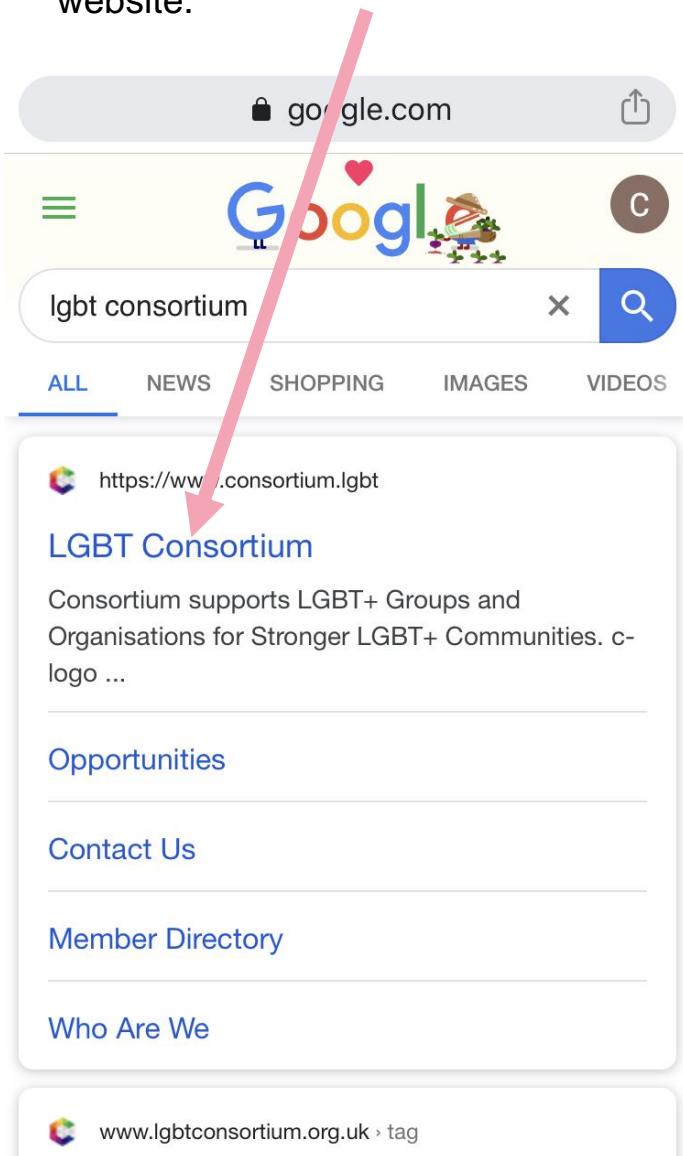 website.
google.com
Google
C
lgbt consortium
ALL NEWS SHOPPING IMAGES VIDEOS
https://www.consortium.lgbt
LGBT Consortium
Consortium supports LGBT+ Groups and
Organisations for Stronger LGBT+ Communities. c-
logo ...
Opportunities
Contact Us
Member Directory
Who Are We
www.lgbtconsortium.org.uk › tag